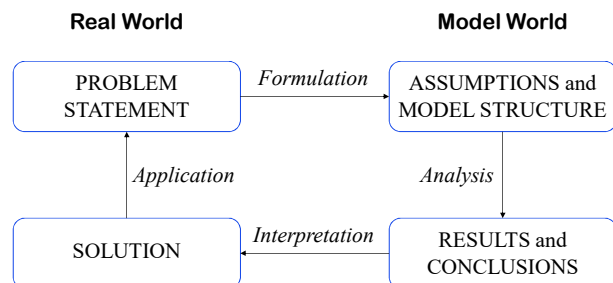 Real World
Model World
PROBLEM
STATEMENT
Formulation
ASSUMPTIONS and
MODEL STRUCTURE
Application
Analysis
SOLUTION
Interpretation
RESULTS and
CONCLUSIONS